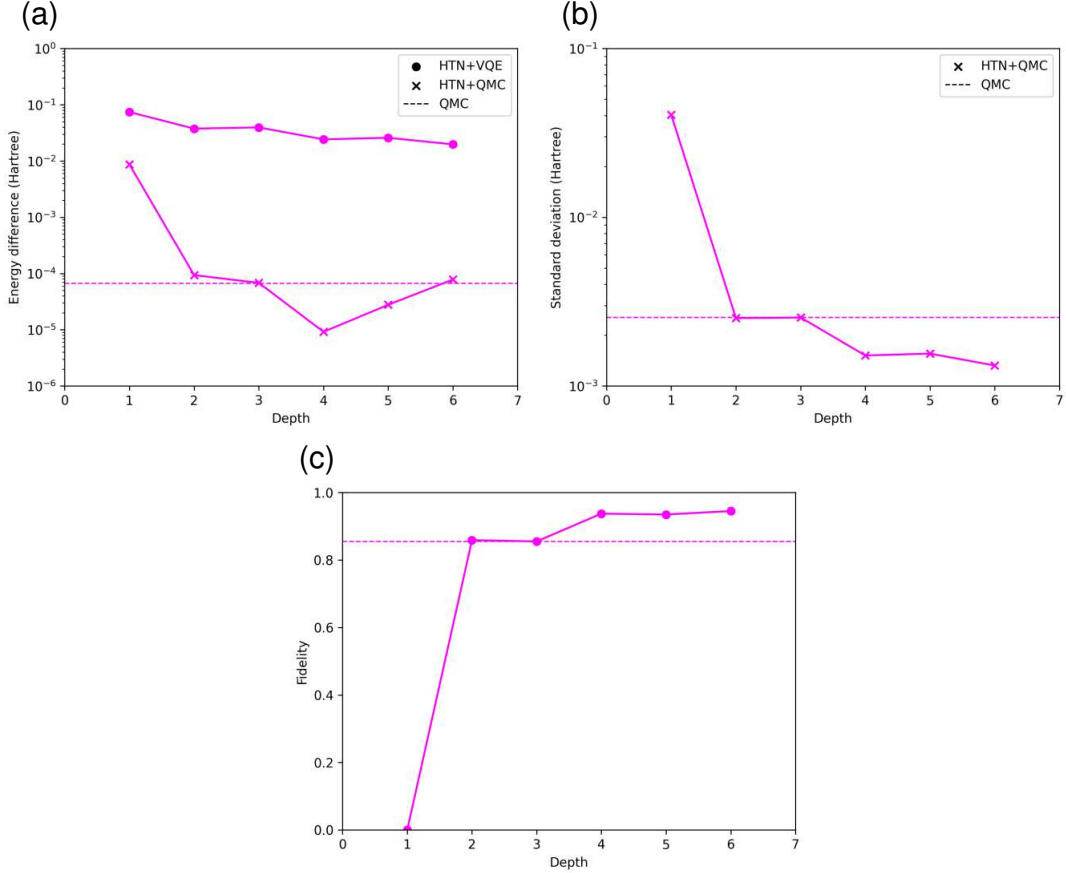 (a)
Energy difference (Hartree)
10⁰
10⁻¹
10⁻²
10⁻³
10⁻⁴
10⁻⁵
10⁻⁶
HTN+VQE
HTN+QMC
QMC
0 1 2 3 4 5 6 7
Depth
(b)
Standard deviation (Hartree)
10⁻¹
10⁻²
10⁻³
HTN+QMC
QMC
0 1 2 3 4 5 6 7
Depth
(c)
Fidelity
1.0
0.8
0.6
0.4
0.2
0.0
0 1 2 3 4 5 6 7
Depth